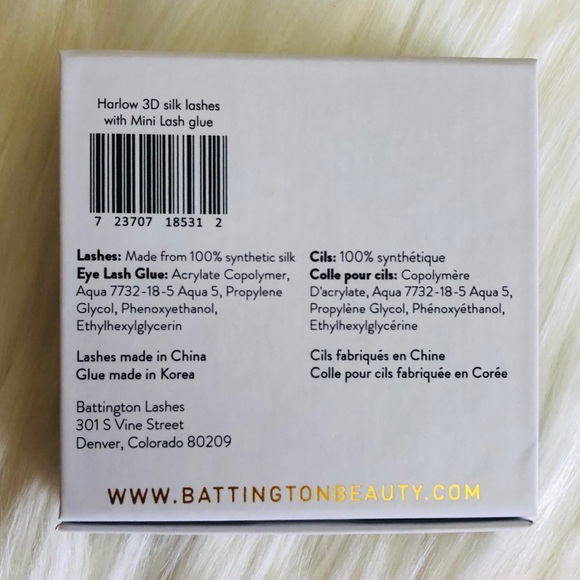 Harlow 3D silk lashes
with Mini Lash glue
7 23707 18531 2
Lashes: Made from 100% synthetic silk
Eye Lash Glue: Acrylate Copolymer,
Aqua 7732-18-5 Aqua 5, Propylene
Glycol, Phenoxyethanol,
Ethylhexylglycerin
Lashes made in China
Glue made in Korea
Battington Lashes
301 S Vine Street
Denver, Colorado 80209
Cils: 100% synthétique
Colle pour cils: Copolymère
D'acrylate, Aqua 7732-18-5 Aqua 5,
Propylène Glycol, Phénoxyéthanol,
Ethylhexylglycérine
Cils fabriqués en Chine
Colle pour cils fabriquée en Corée
WWW.BATTINGTONBEAUTY.COM